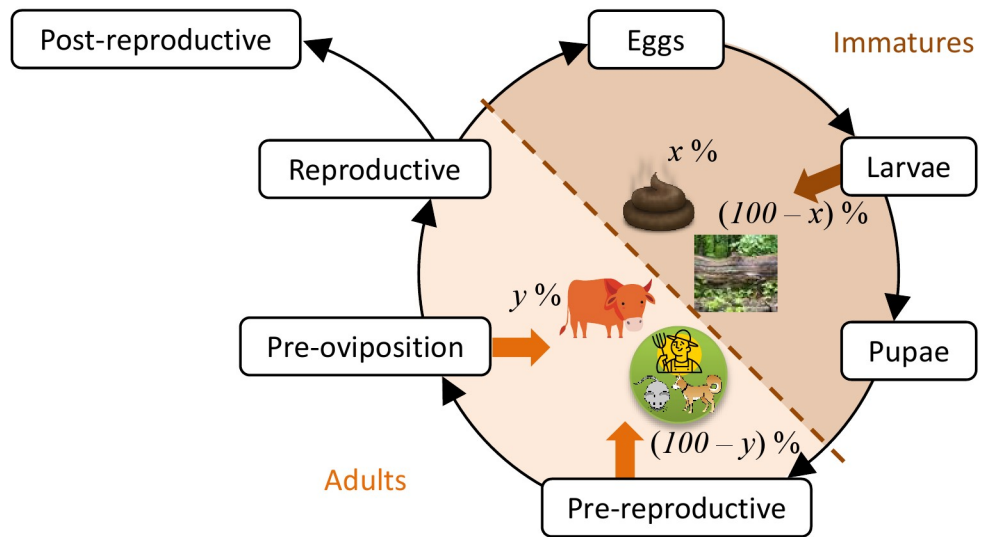 Post-reproductive
Eggs
Immatures
Reproductive
x %
Larvae
(100 – x) %
y %
Pre-oviposition
Pupae
(100 – y) %
Adults
Pre-reproductive